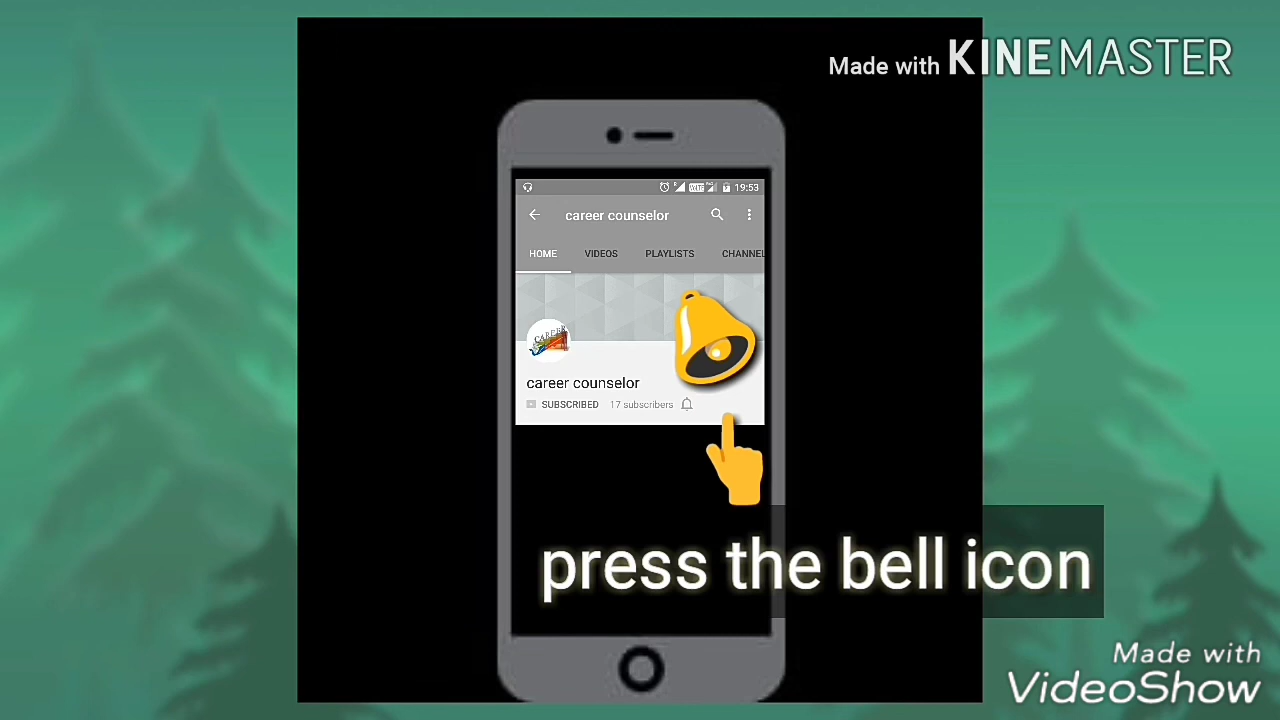 Made with KINEMASTER
19:53
career counselor
HOME VIDEOS PLAYLISTS CHANNEL
CAREER
career counselor
SUBSCRIBED 17 subscribers
press the bell icon
Made with
VideoShow